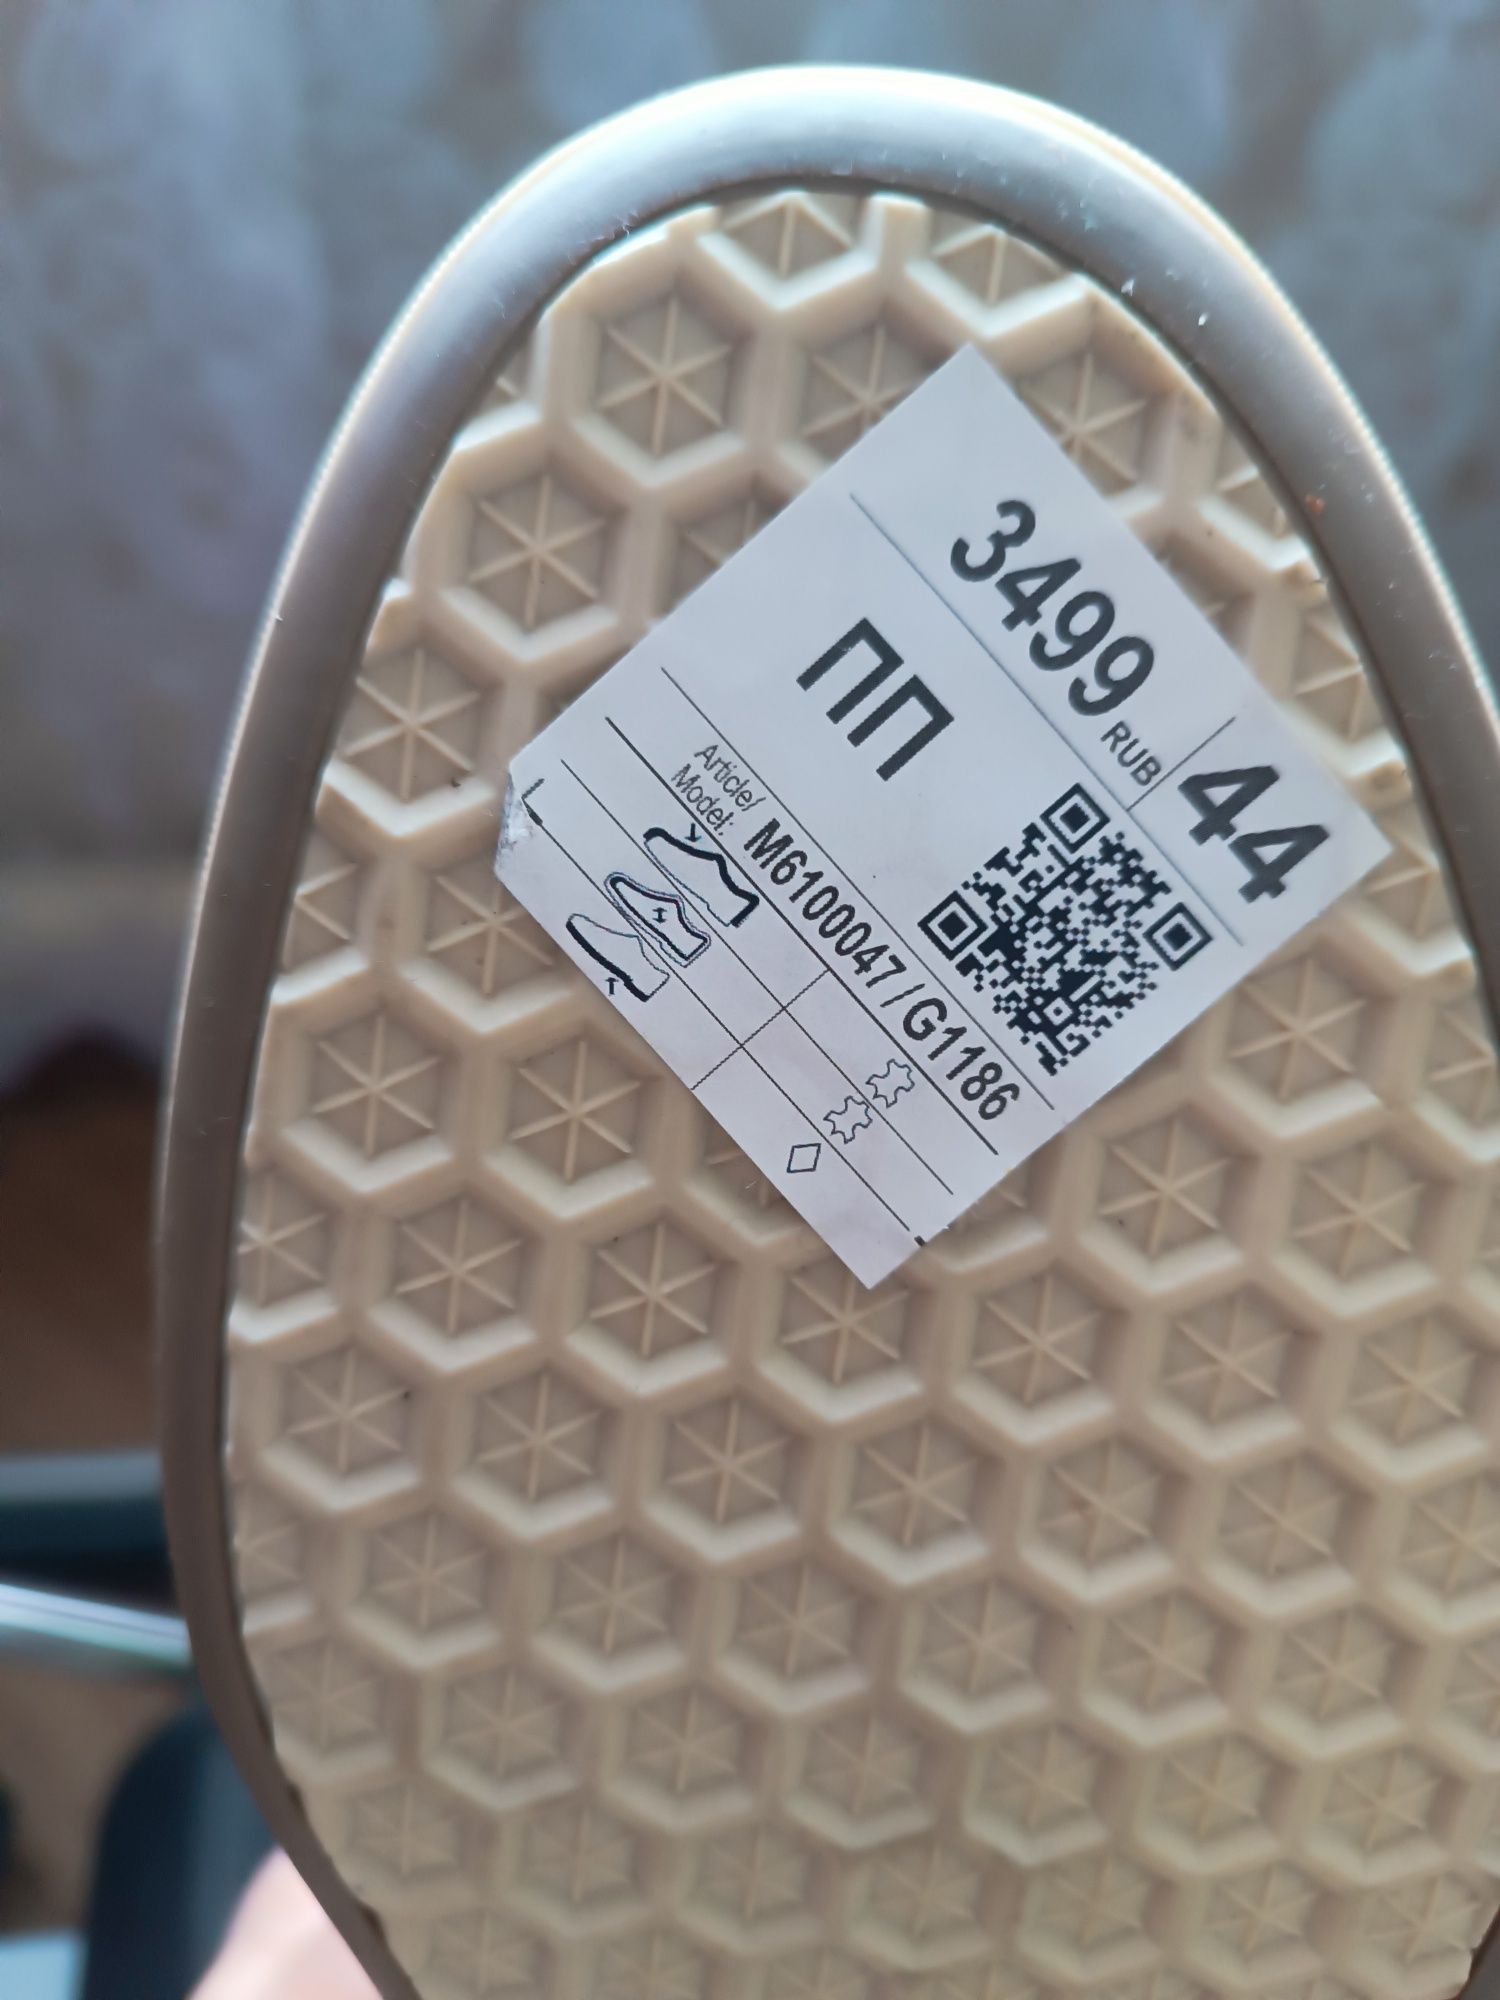 3499 RUB 44
ПП
Article/
Model: M6100047 / G1186